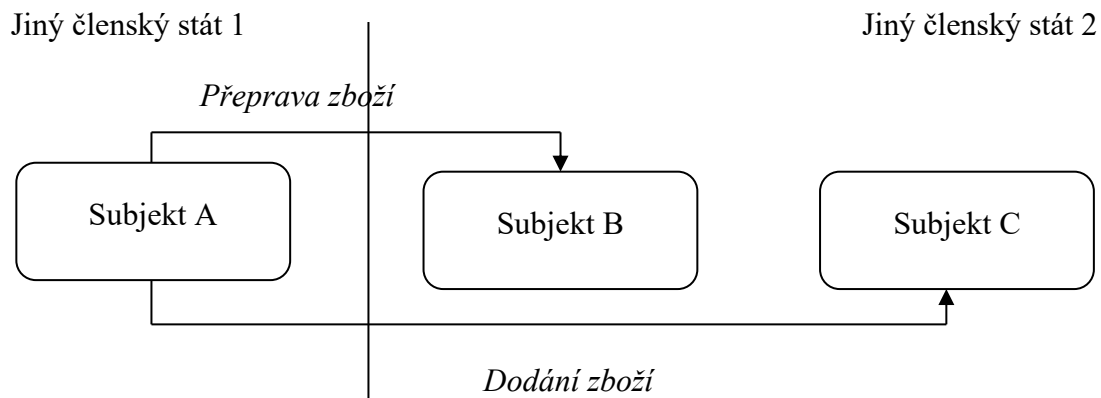 Jiný členský stát 1
Jiný členský stát 2
Přeprava zboží
Subjekt A
Subjekt B
Subjekt C
Dodání zboží